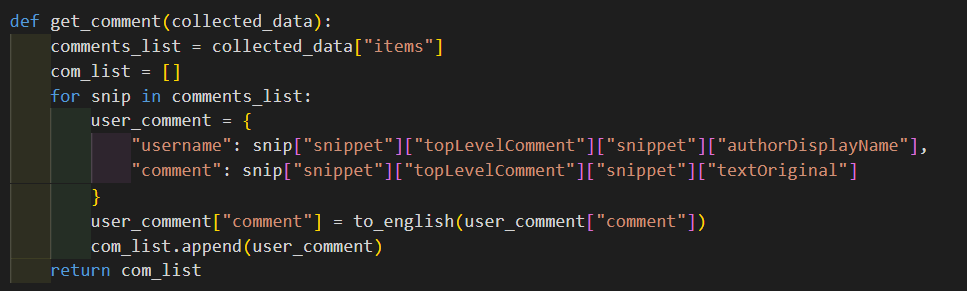 def get_comment(collected_data):
    comments_list = collected_data["items"]
    com_list = []
    for snip in comments_list:
        user_comment = {
            "username": snip["snippet"]["topLevelComment"]["snippet"]["authorDisplayName"],
            "comment": snip["snippet"]["topLevelComment"]["snippet"]["textOriginal"]
        }
        user_comment["comment"] = to_english(user_comment["comment"])
        com_list.append(user_comment)
    return com_list